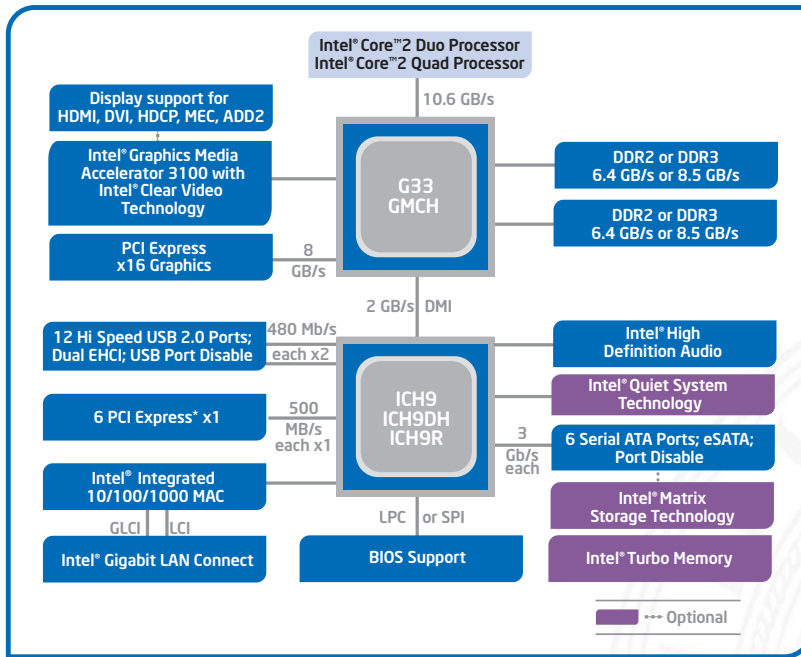 Intel® Core™2 Duo Processor
Intel® Core™2 Quad Processor
10.6 GB/s
Display support for
HDMI, DVI, HDCP, MEC, ADD2
Intel® Graphics Media
Accelerator 3100 with
Intel® Clear Video
Technology
PCI Express
x16 Graphics
8
GB/s
G33
GMCH
DDR2 or DDR3
6.4 GB/s or 8.5 GB/s
DDR2 or DDR3
6.4 GB/s or 8.5 GB/s
2 GB/s DMI
12 Hi Speed USB 2.0 Ports;
Dual EHCI; USB Port Disable
480 Mb/s
each x2
6 PCI Express* x1
500
MB/s
each x1
Intel® Integrated
10/100/1000 MAC
GLCI LCI
Intel® Gigabit LAN Connect
ICH9
ICH9DH
ICH9R
Intel® High
Definition Audio
Intel® Quiet System
Technology
3
Gb/s
each
6 Serial ATA Ports; eSATA;
Port Disable
Intel® Matrix
Storage Technology
Intel® Turbo Memory
LPC or SPI
BIOS Support
Optional